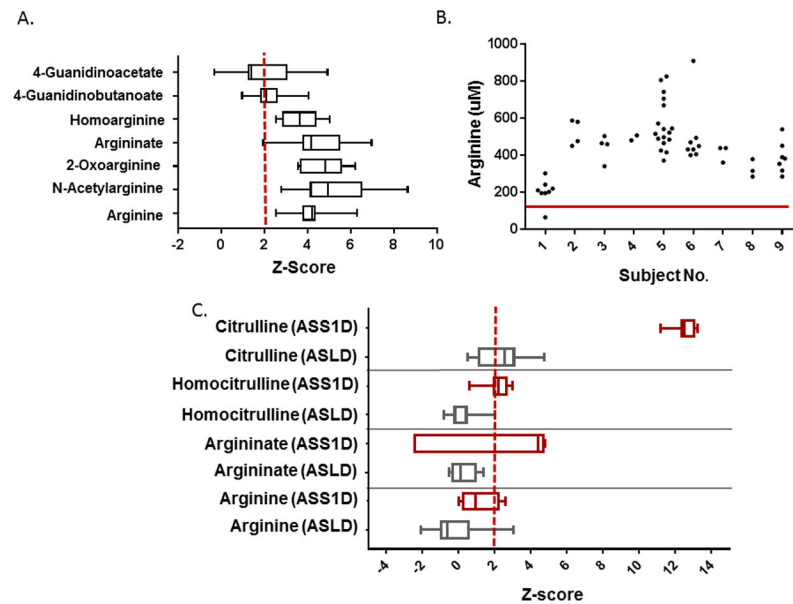 A.
4-Guanidinoacetate
4-Guanidinobutanoate
Homoarginine
Argininate
2-Oxoarginine
N-Acetylarginine
Arginine
-2 0 2 4 6 8 10
Z-Score
B.
Arginine (uM)
1000
800
600
400
200
0
1 2 3 4 5 6 7 8 9
Subject No.
C.
Citrulline (ASS1D)
Citrulline (ASLD)
Homocitrulline (ASS1D)
Homocitrulline (ASLD)
Argininate (ASS1D)
Argininate (ASLD)
Arginine (ASS1D)
Arginine (ASLD)
-4 -2 0 2 4 6 8 10 12 14
Z-score